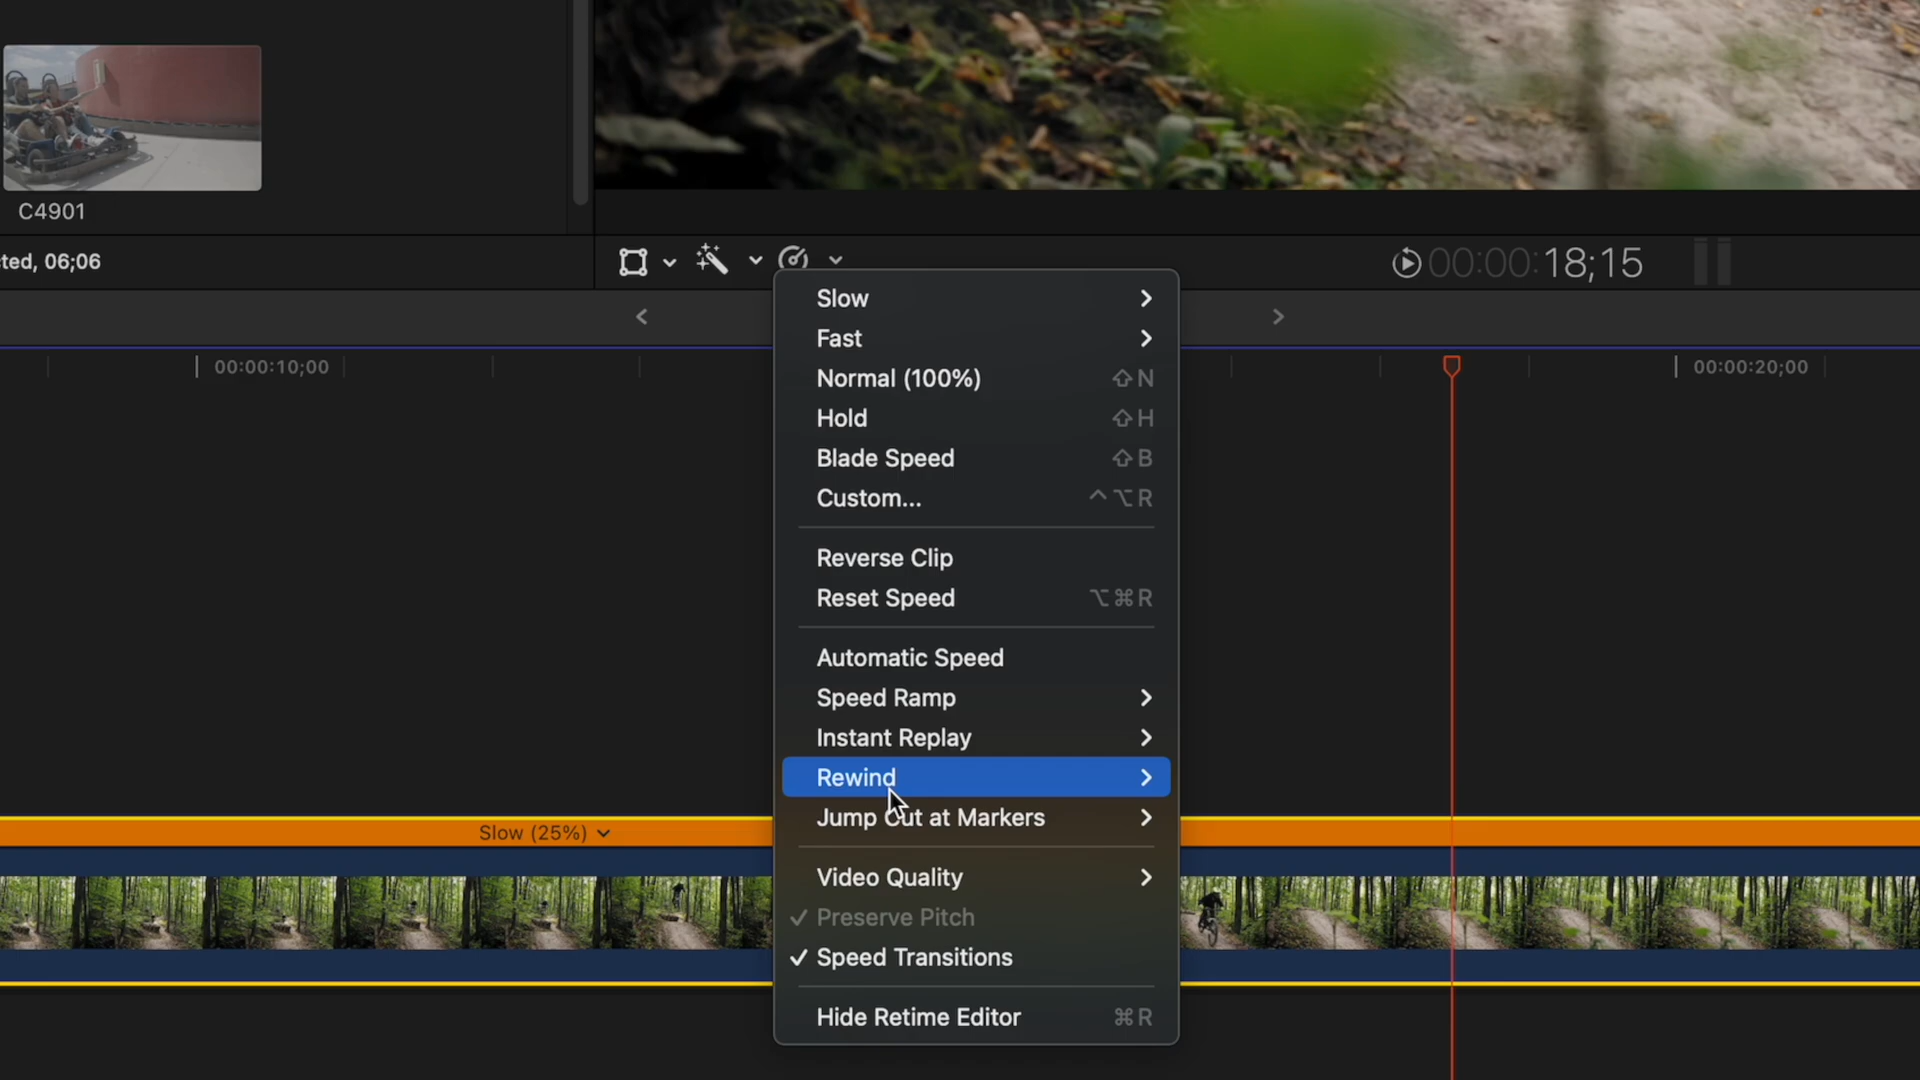 C4901
ted, 06;06
00:00:18;15
Slow
Fast
Normal (100%) ⇧N
Hold ⇧H
Blade Speed ⇧B
Custom... ^⌥R
Reverse Clip
Reset Speed ⌥⌘R
Automatic Speed
Speed Ramp
Instant Replay
Rewind
Jump Cut at Markers
Video Quality
✓ Preserve Pitch
✓ Speed Transitions
Hide Retime Editor ⌘R
00:00:10;00
00:00:20;00
Slow (25%)